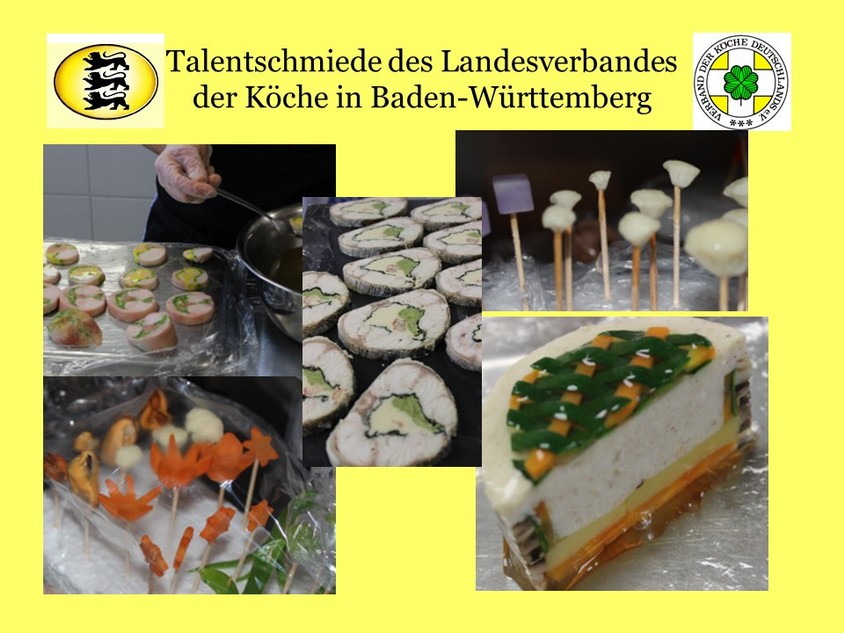 Talentschmiede des Landesverbandes
der Köche in Baden-Württemberg
VERBAND DER KÖCHE DEUTSCHLANDS e.V.
***